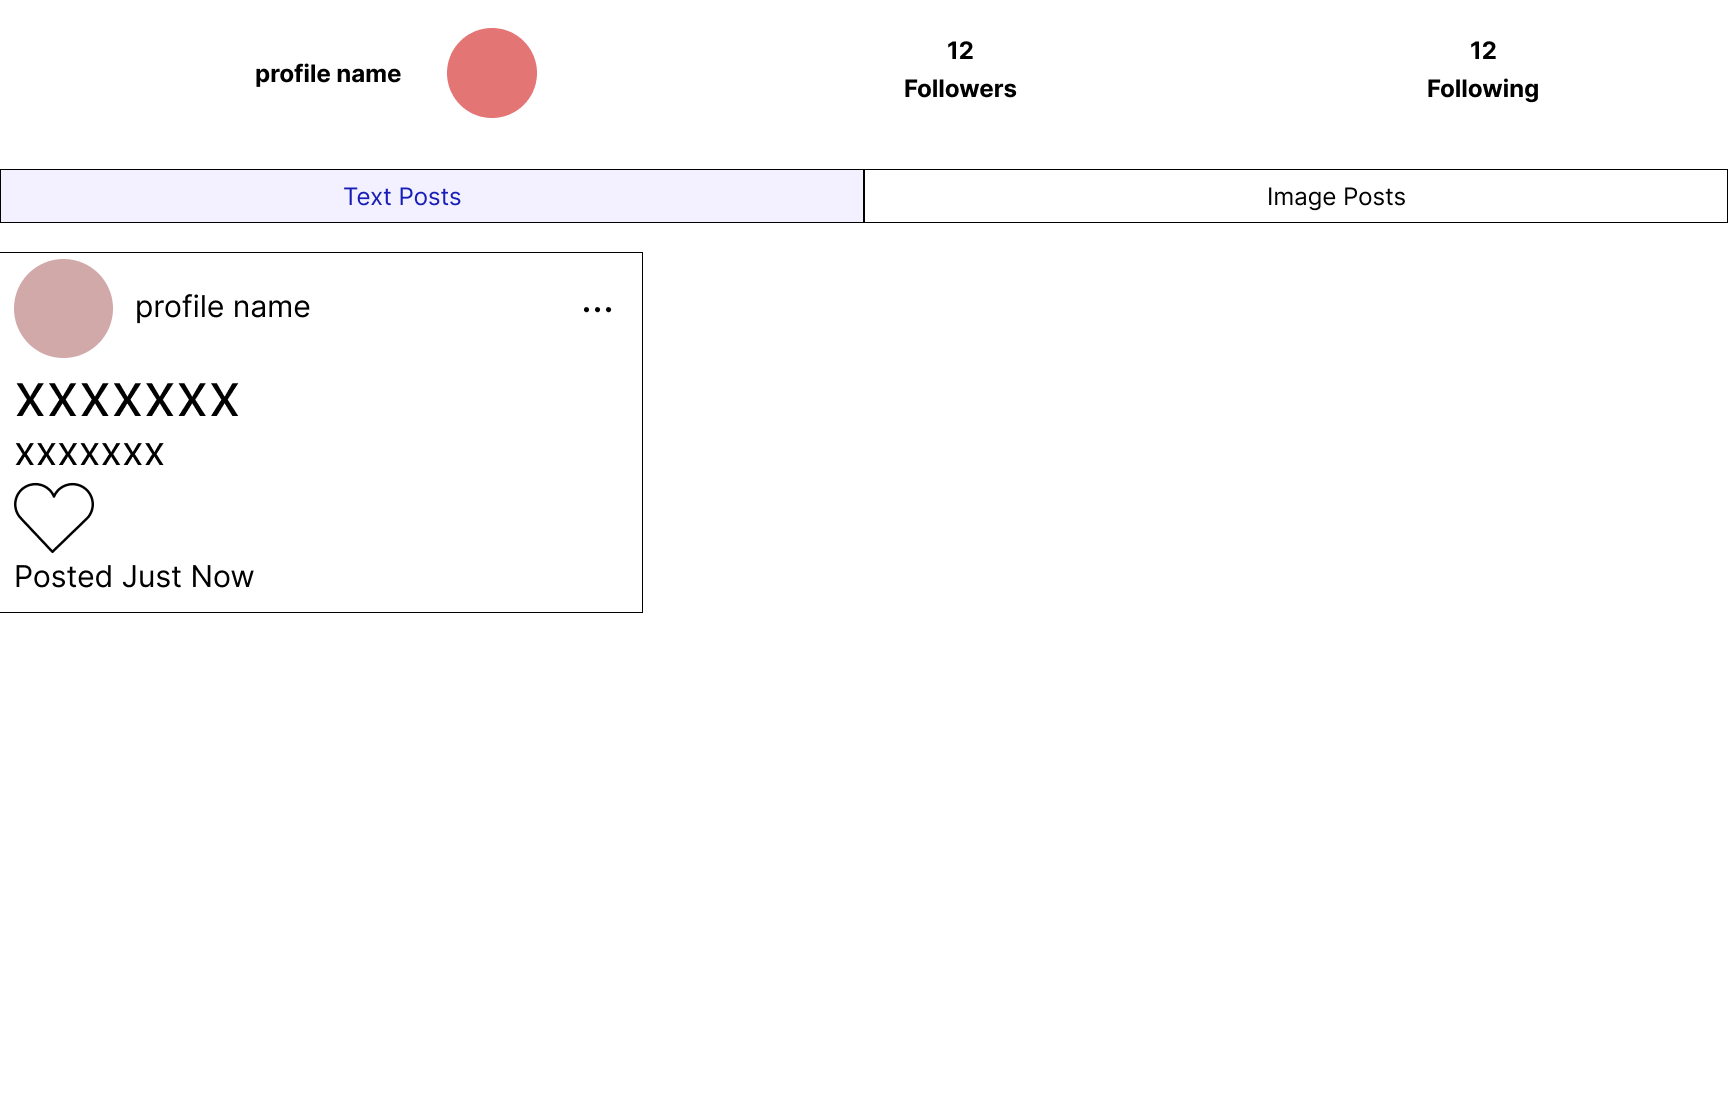 profile name
12
Followers
12
Following
Text Posts
Image Posts
profile name
...
xxxxxxx
xxxxxxx
Posted Just Now